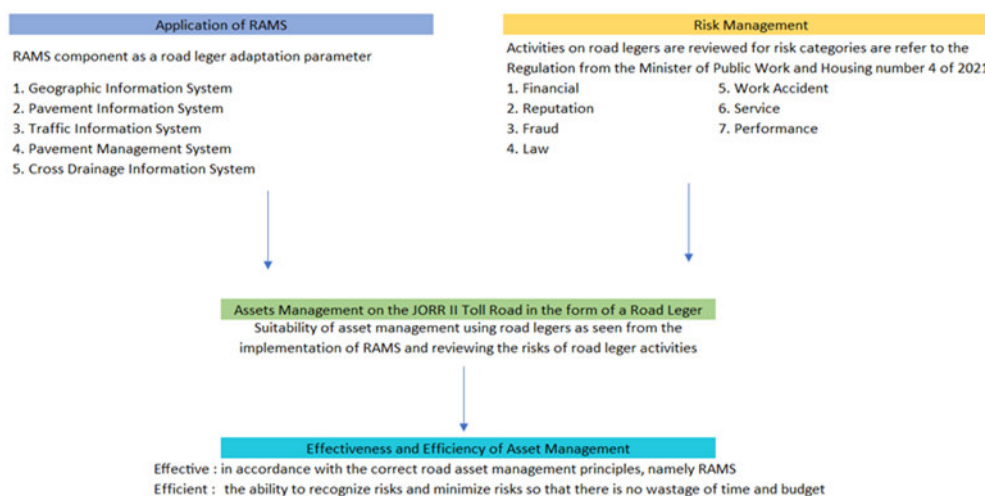 Application of RAMS
RAMS component as a road leger adaptation parameter
1. Geographic Information System
2. Pavement Information System
3. Traffic Information System
4. Pavement Management System
5. Cross Drainage Information System
Risk Management
Activities on road legers are reviewed for risk categories are refer to the
Regulation from the Minister of Public Work and Housing number 4 of 2021
1. Financial
2. Reputation
3. Fraud
4. Law
5. Work Accident
6. Service
7. Performance
Assets Management on the JORR II Toll Road in the form of a Road Leger
Suitability of asset management using road legers as seen from the
implementation of RAMS and reviewing the risks of road leger activities
Effectiveness and Efficiency of Asset Management
Effective : in accordance with the correct road asset management principles, namely RAMS
Efficient : the ability to recognize risks and minimize risks so that there is no wastage of time and budget